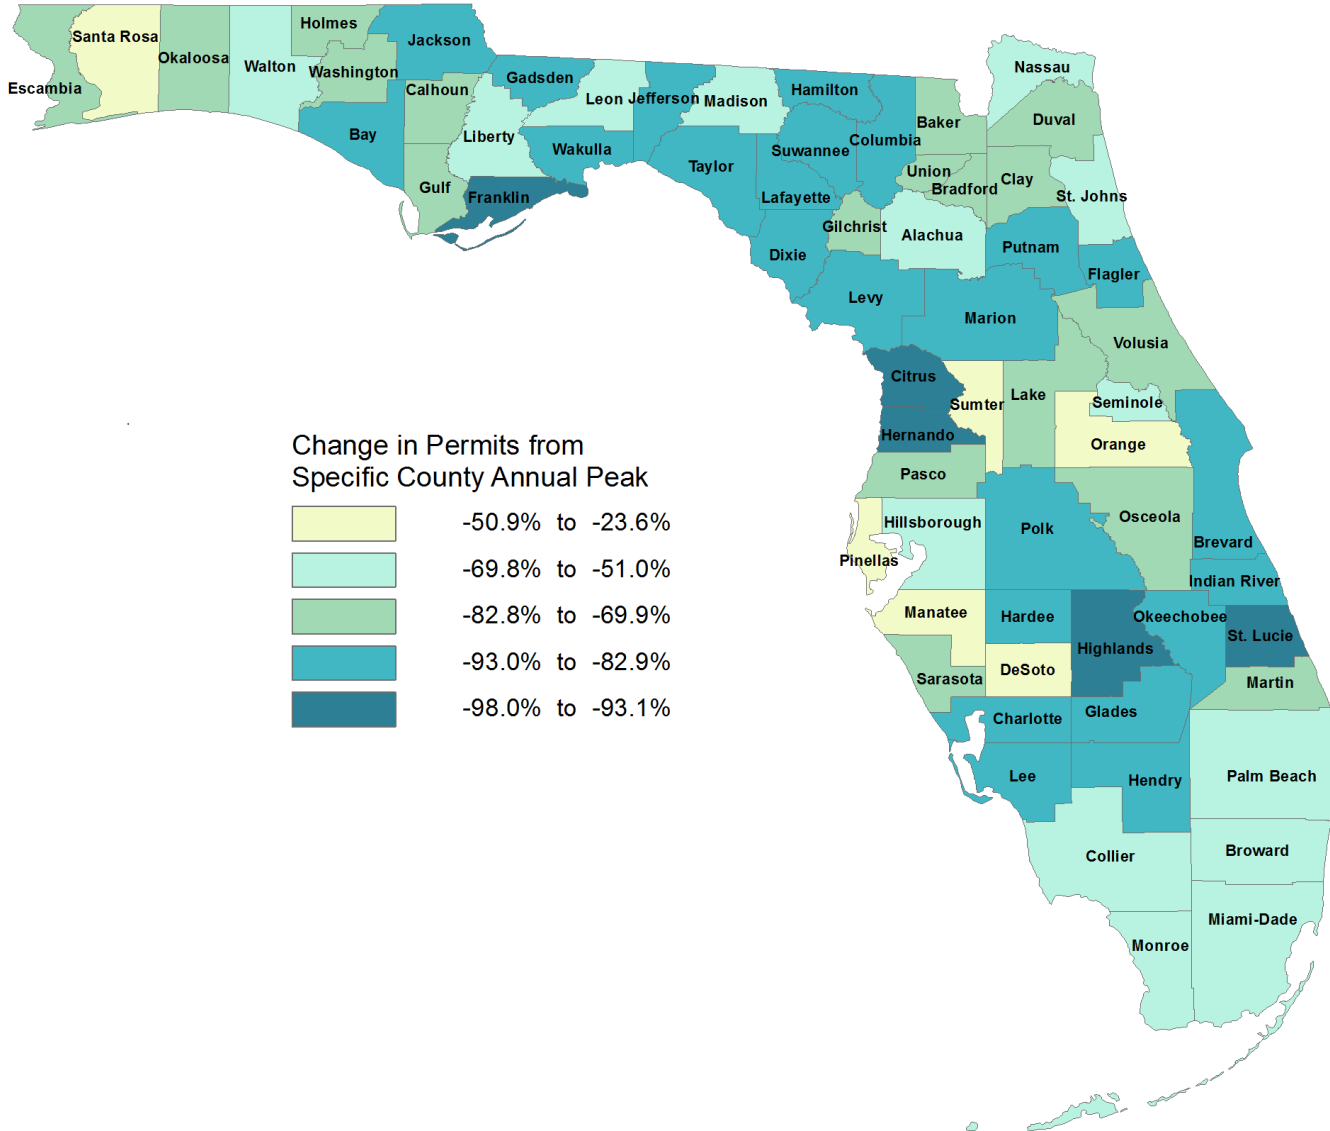 Holmes
Santa Rosa
Jackson
Okaloosa
Walton
Washington
Nassau
Gadsden
Escambia
Calhoun
Leon
Jefferson
Madison
Hamilton
Duval
Baker
Bay
Liberty
Columbia
Wakulla
Suwannee
Taylor
Union
Clay
Gulf
Bradford
Franklin
Lafayette
St. Johns
Gilchrist
Alachua
Putnam
Dixie
Flagler
Levy
Marion
Volusia
Citrus
Lake
Seminole
Sumter
Hernando
Orange
Change in Permits from
Specific County Annual Peak
Pasco
-50.9% to -23.6%
Hillsborough
Osceola
Polk
Brevard
Pinellas
-69.8% to -51.0%
Indian River
Manatee
Hardee
Okeechobee
-82.8% to -69.9%
St. Lucie
Highlands
-93.0% to -82.9%
DeSoto
Sarasota
Martin
-98.0% to -93.1%
Charlotte
Glades
Lee
Hendry
Palm Beach
Collier
Broward
Miami-Dade
Monroe